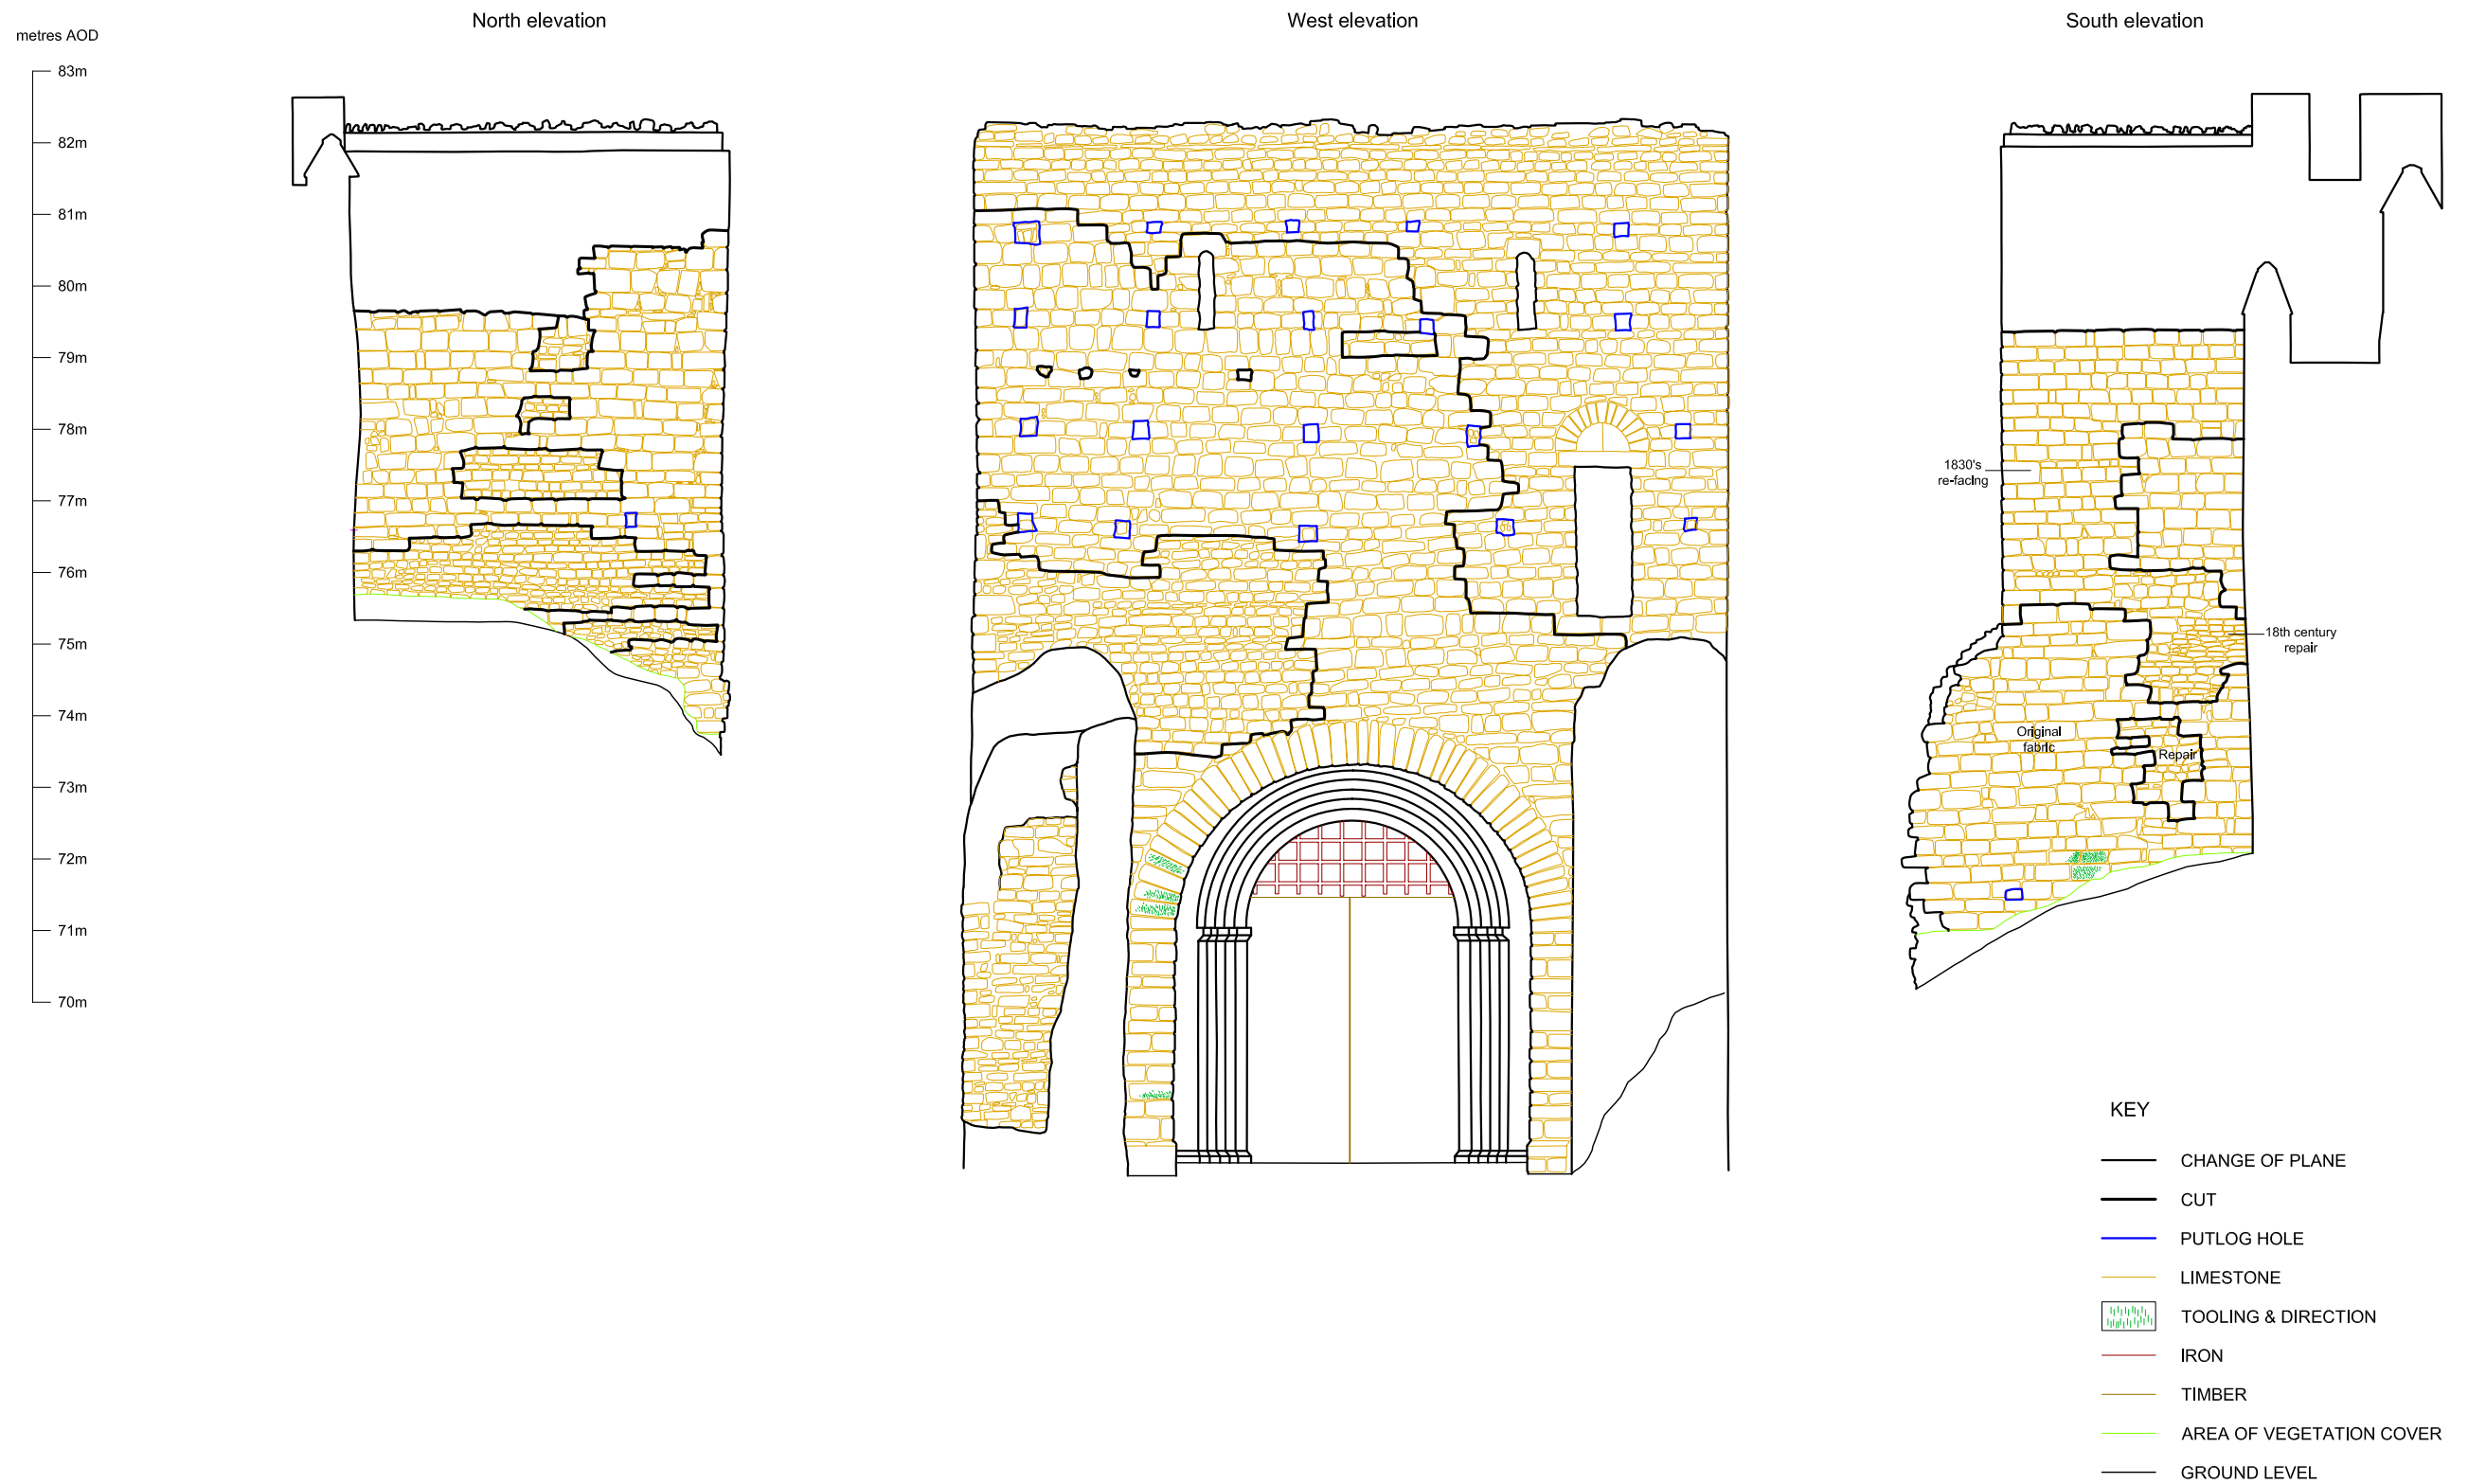 North elevation
West elevation
South elevation
metres AOD
83m
82m
81m
80m
79m
78m
77m
76m
75m
74m
73m
72m
71m
70m
1830's
re-facing
18th century
repair
Original
fabric
Repair
KEY
CHANGE OF PLANE
CUT
PUTLOG HOLE
LIMESTONE
TOOLING & DIRECTION
IRON
TIMBER
AREA OF VEGETATION COVER
GROUND LEVEL